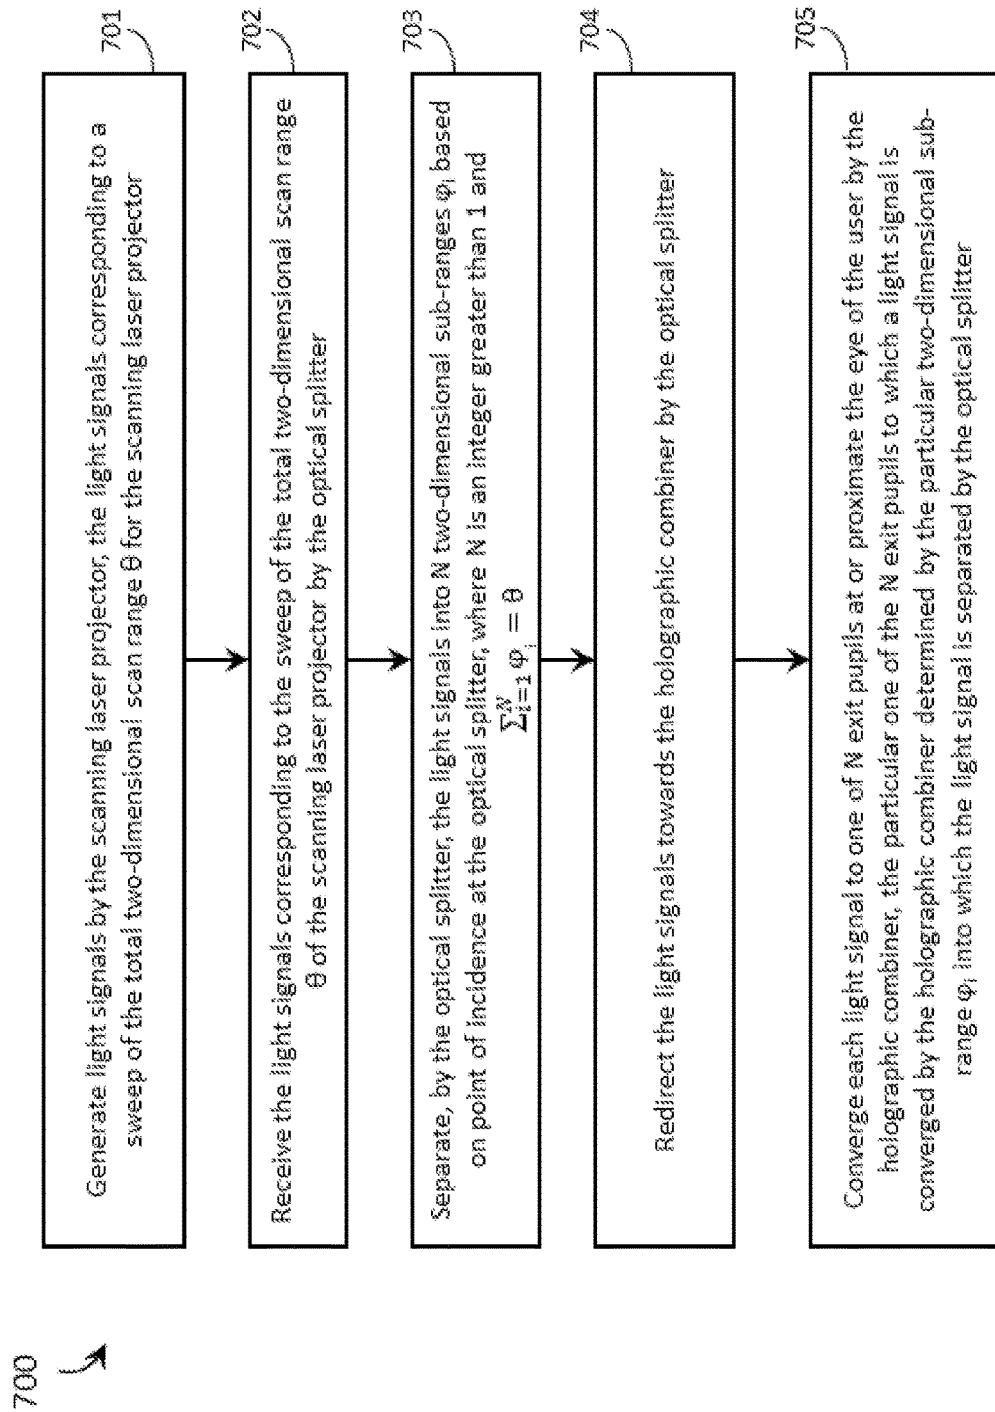 700
701
Generate light signals by the scanning laser projector, the light signals corresponding to a
sweep of the total two-dimensional scan range θ for the scanning laser projector
702
Receive the light signals corresponding to the sweep of the total two-dimensional scan range
θ of the scanning laser projector by the optical splitter
703
Separate, by the optical splitter, the light signals into N two-dimensional sub-ranges φi based
on point of incidence at the optical splitter, where N is an integer greater than 1 and
∑_{i=1}^{N} φi = θ
704
Redirect the light signals towards the holographic combiner by the optical splitter
705
Converge each light signal to one of N exit pupils at or proximate the eye of the user by the
holographic combiner, the particular one of the N exit pupils to which a light signal is
converged by the holographic combiner determined by the particular two-dimensional sub-
range φi into which the light signal is separated by the optical splitter